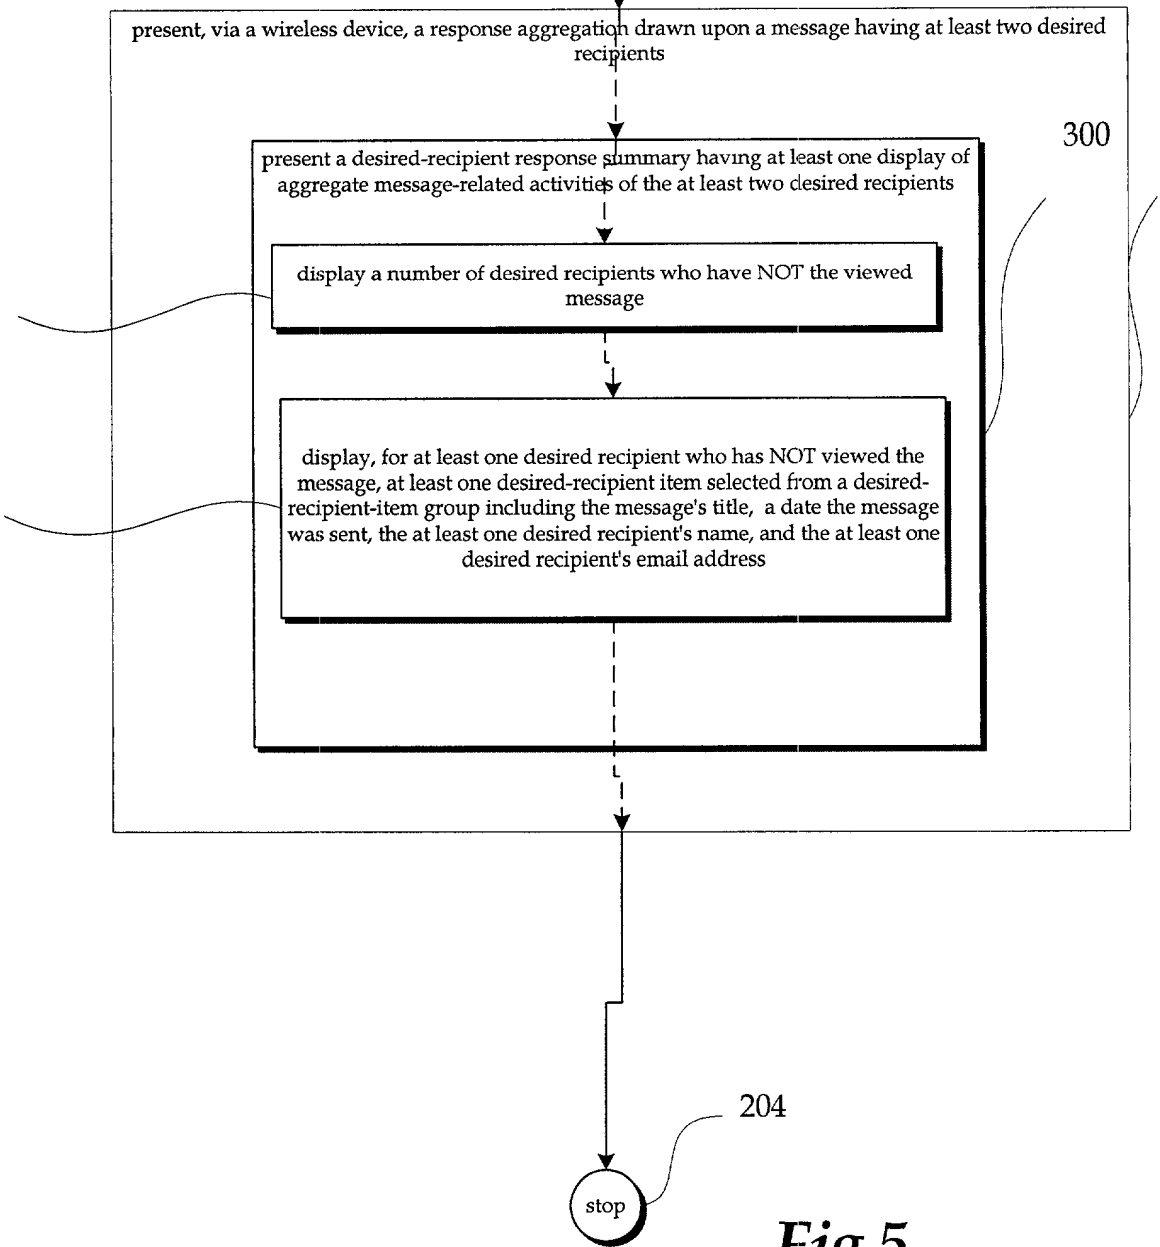 present, via a wireless device, a response aggregation drawn upon a message having at least two desired
recipients
300
present a desired-recipient response summary having at least one display of
aggregate message-related activities of the at least two desired recipients
display a number of desired recipients who have NOT the viewed
message
display, for at least one desired recipient who has NOT viewed the
message, at least one desired-recipient item selected from a desired-
recipient-item group including the message's title, a date the message
was sent, the at least one desired recipient's name, and the at least one
desired recipient's email address
204
stop
Fig 5